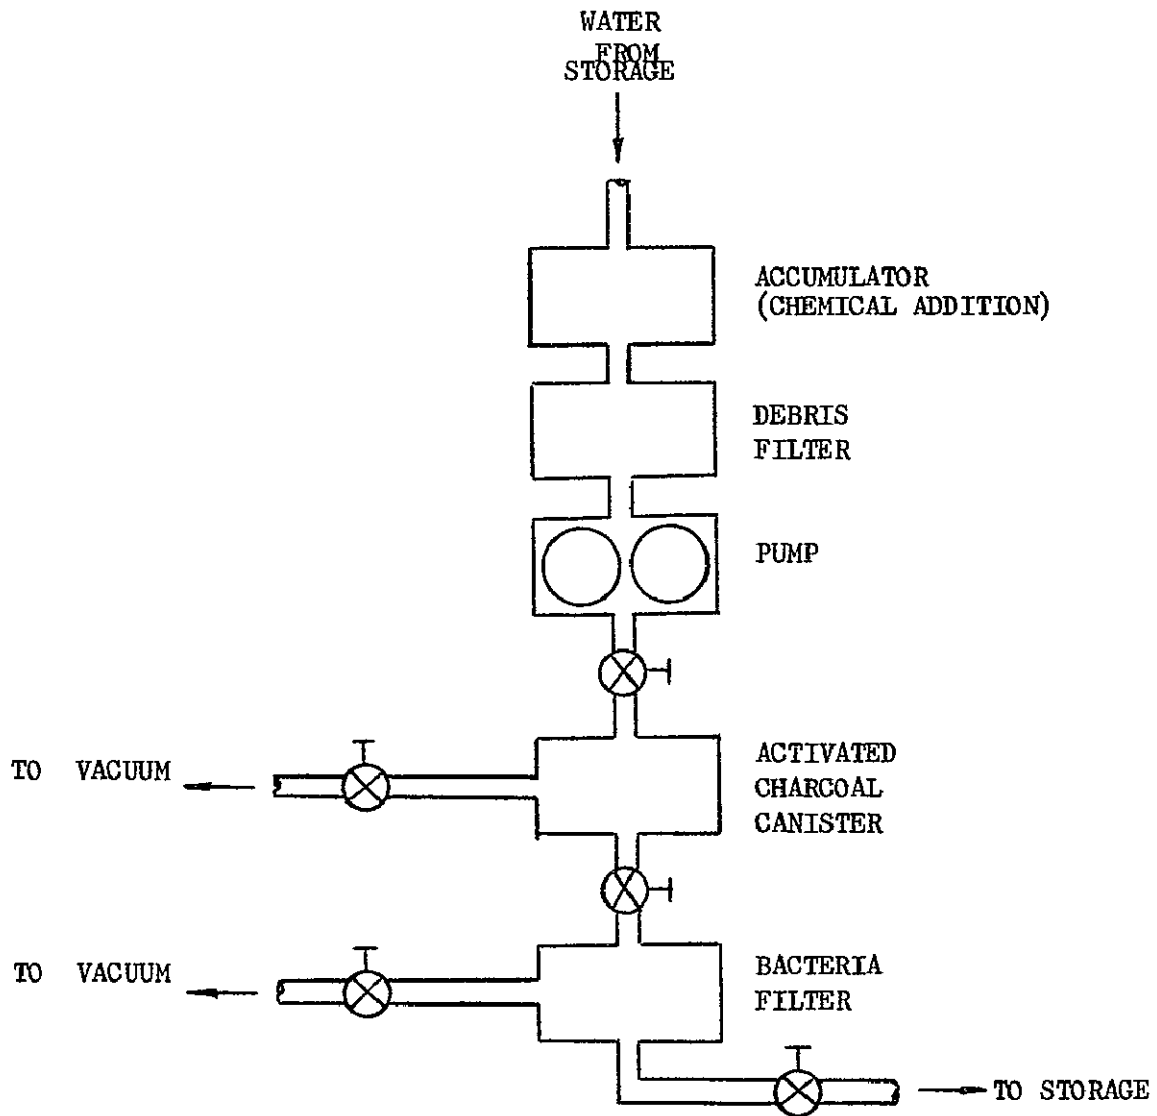 WATER
FROM
STORAGE
ACCUMULATOR
(CHEMICAL ADDITION)
DEBRIS
FILTER
PUMP
TO VACUUM
ACTIVATED
CHARCOAL
CANISTER
TO VACUUM
BACTERIA
FILTER
TO STORAGE